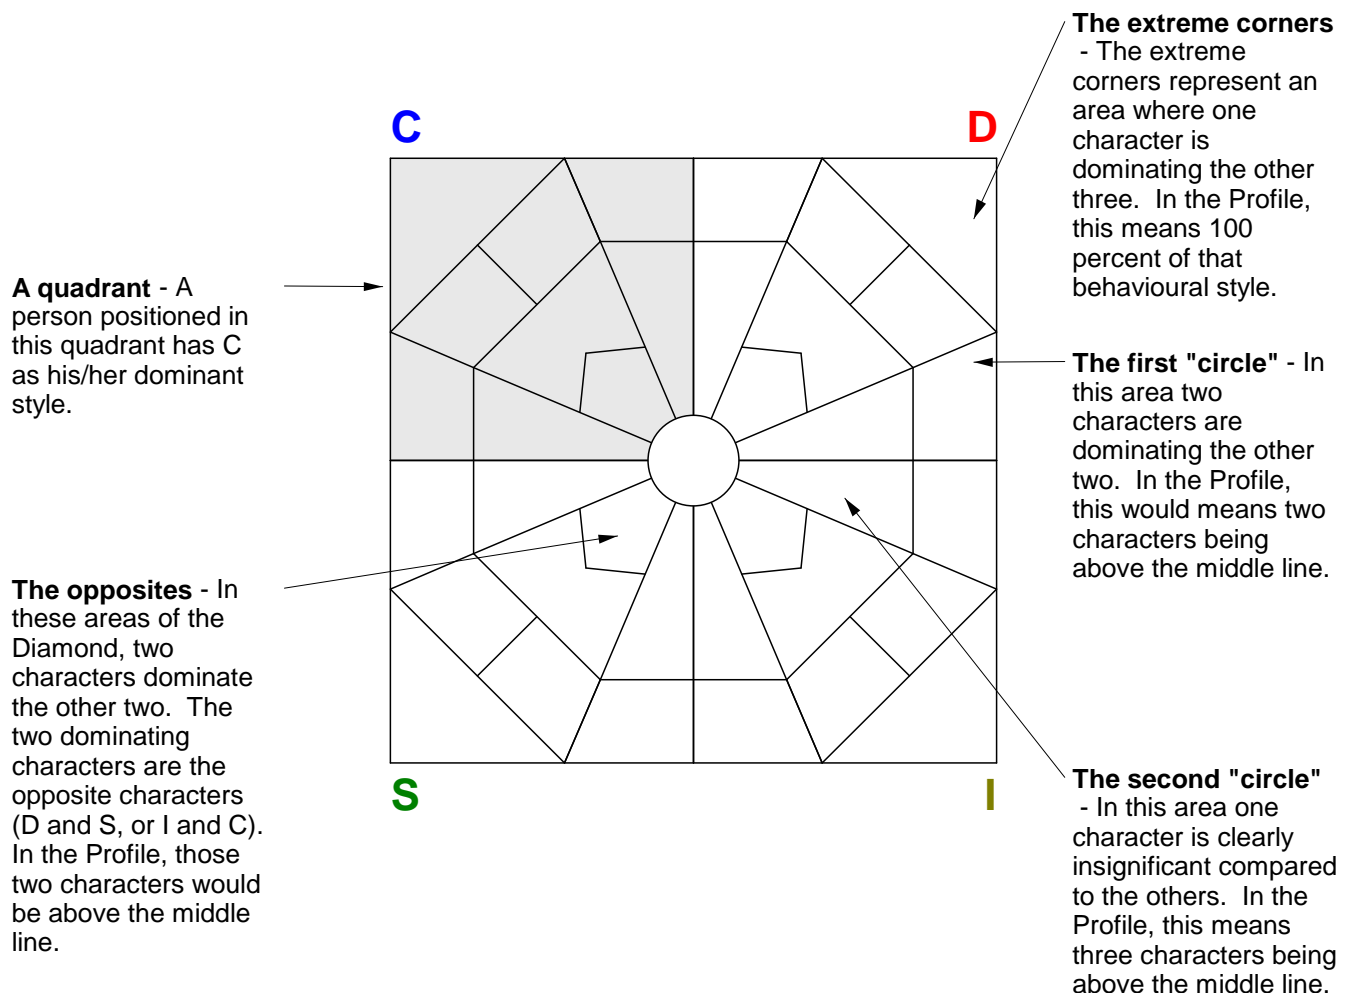 The extreme corners
- The extreme
corners represent an
area where one
character is
dominating the other
three. In the Profile,
this means 100
percent of that
behavioural style.
C
D
A quadrant - A
person positioned in
this quadrant has C
as his/her dominant
style.
The first "circle" - In
this area two
characters are
dominating the other
two. In the Profile,
this would means two
characters being
above the middle line.
The opposites - In
these areas of the
Diamond, two
characters dominate
the other two. The
two dominating
characters are the
opposite characters
(D and S, or I and C).
In the Profile, those
two characters would
be above the middle
line.
S
I
The second "circle"
- In this area one
character is clearly
insignificant compared
to the others. In the
Profile, this means
three characters being
above the middle line.